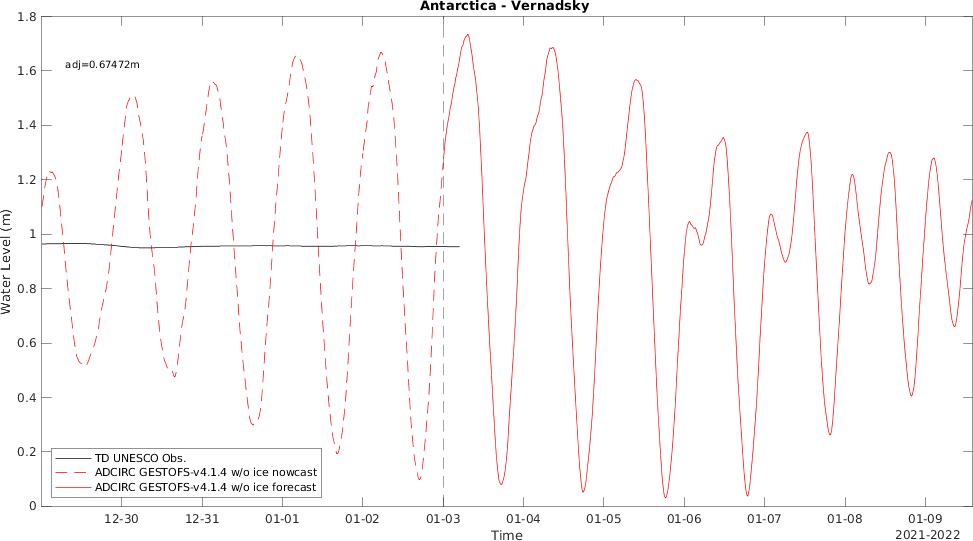 Antarctica - Vernadsky
1.8
1.6
1.4
1.2
1
0.8
0.6
0.4
0.2
0
Water Level (m)
adj=0.67472m
TD UNESCO Obs.
ADCIRC GESTOFS-v4.1.4 w/o ice nowcast
ADCIRC GESTOFS-v4.1.4 w/o ice forecast
12-30 12-31 01-01 01-02 01-03 01-04 01-05 01-06 01-07 01-08 01-09
Time
2021-2022